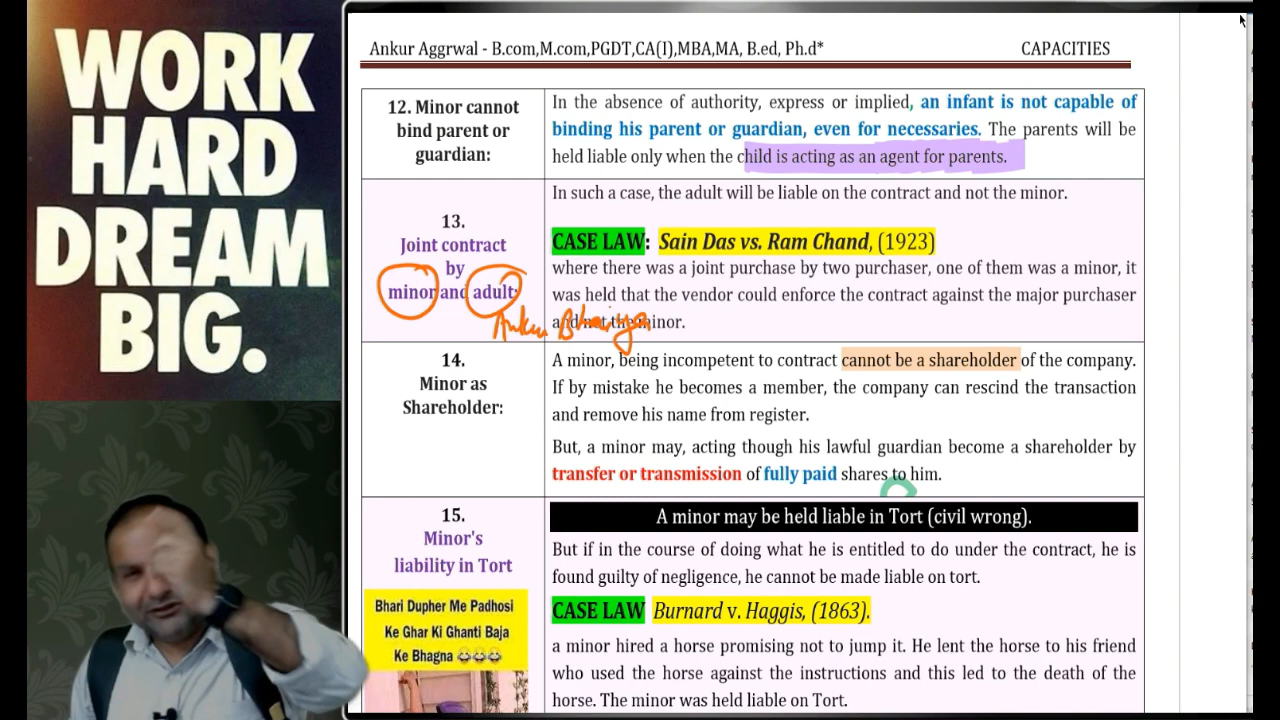 WORK
HARD
DREAM
BIG.
Ankur Aggrwal - B.com,M.com,PGDT,CA(I),MBA,MA, B.ed, Ph.d* CAPACITIES
12. Minor cannot
bind parent or
guardian:
In the absence of authority, express or implied, an infant is not capable of
binding his parent or guardian, even for necessaries. The parents will be
held liable only when the child is acting as an agent for parents.
13.
Joint contract
by
minor and adult:
In such a case, the adult will be liable on the contract and not the minor.
CASE LAW: Sain Das vs. Ram Chand, (1923)
where there was a joint purchase by two purchaser, one of them was a minor, it
was held that the vendor could enforce the contract against the major purchaser
and not the minor.
Ankur Bhaiya
14.
Minor as
Shareholder:
A minor, being incompetent to contract cannot be a shareholder of the company.
If by mistake he becomes a member, the company can rescind the transaction
and remove his name from register.
But, a minor may, acting though his lawful guardian become a shareholder by
transfer or transmission of fully paid shares to him.
15.
Minor's
liability in Tort
Bhari Dupher Me Padhosi
Ke Ghar Ki Ghanti Baja
Ke Bhagna 😂😂😂
A minor may be held liable in Tort (civil wrong).
But if in the course of doing what he is entitled to do under the contract, he is
found guilty of negligence, he cannot be made liable on tort.
CASE LAW Burnard v. Haggis, (1863).
a minor hired a horse promising not to jump it. He lent the horse to his friend
who used the horse against the instructions and this led to the death of the
horse. The minor was held liable on Tort.